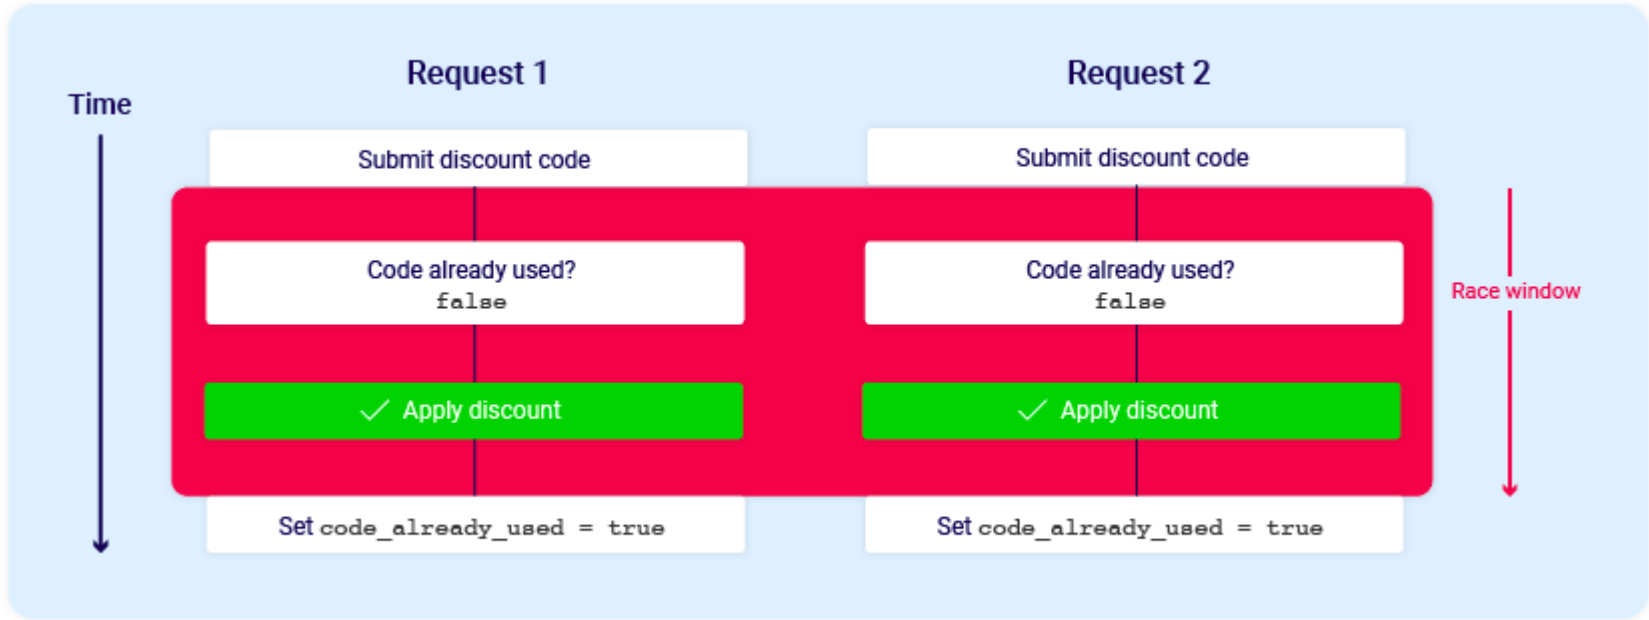 Request 1
Request 2
Time
Submit discount code
Submit discount code
Code already used?
false
Code already used?
false
Race window
Apply discount
Apply discount
Set code_already_used = true
Set code_already_used = true